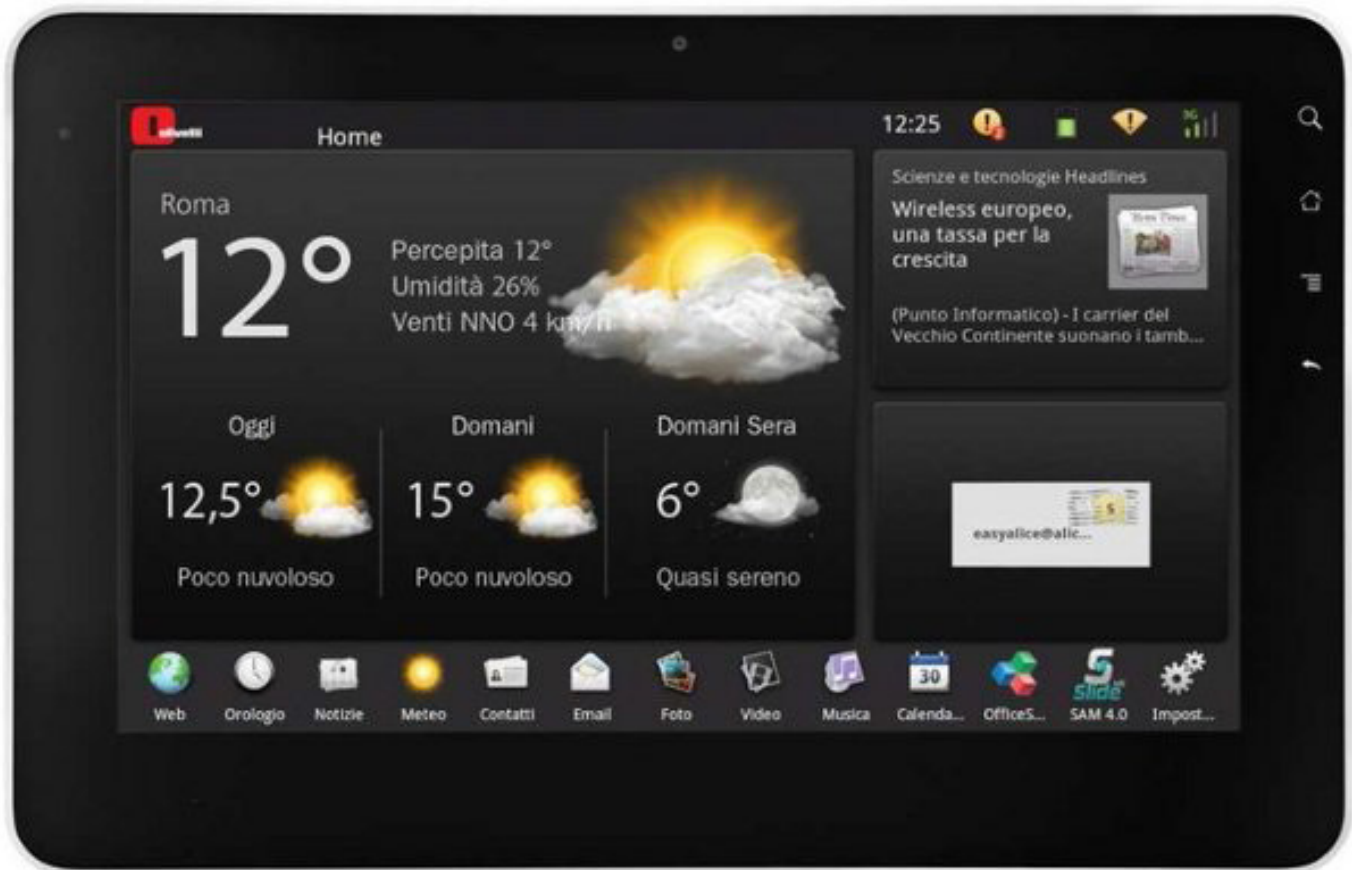 olivetti
Home
12:25
3G
Roma
12°
Percepita 12°
Umidità 26%
Venti NNO 4 km/h
Oggi
12,5°
Poco nuvoloso
Domani
15°
Poco nuvoloso
Domani Sera
6°
Quasi sereno
Scienze e tecnologie Headlines
Wireless europeo,
una tassa per la
crescita
(Punto Informatico) - I carrier del
Vecchio Continente suonano i tamb...
easyalice@alic...
30
Slide
Web
Orologio
Notizie
Meteo
Contatti
Email
Foto
Video
Musica
Calenda...
OfficeS...
SAM 4.0
Impost...